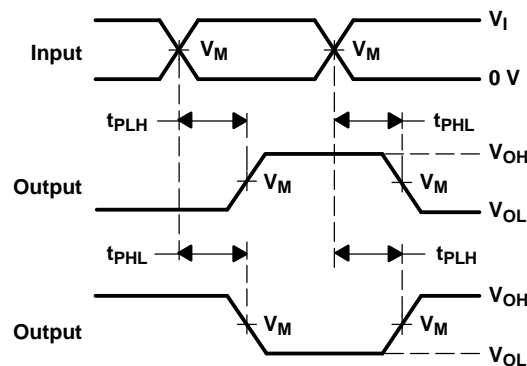 V_I
Input V_M V_M
0 V
t_PLH t_PHL
V_OH
Output V_M V_M
V_OL
t_PHL t_PLH
V_OH
Output V_M V_M
V_OL